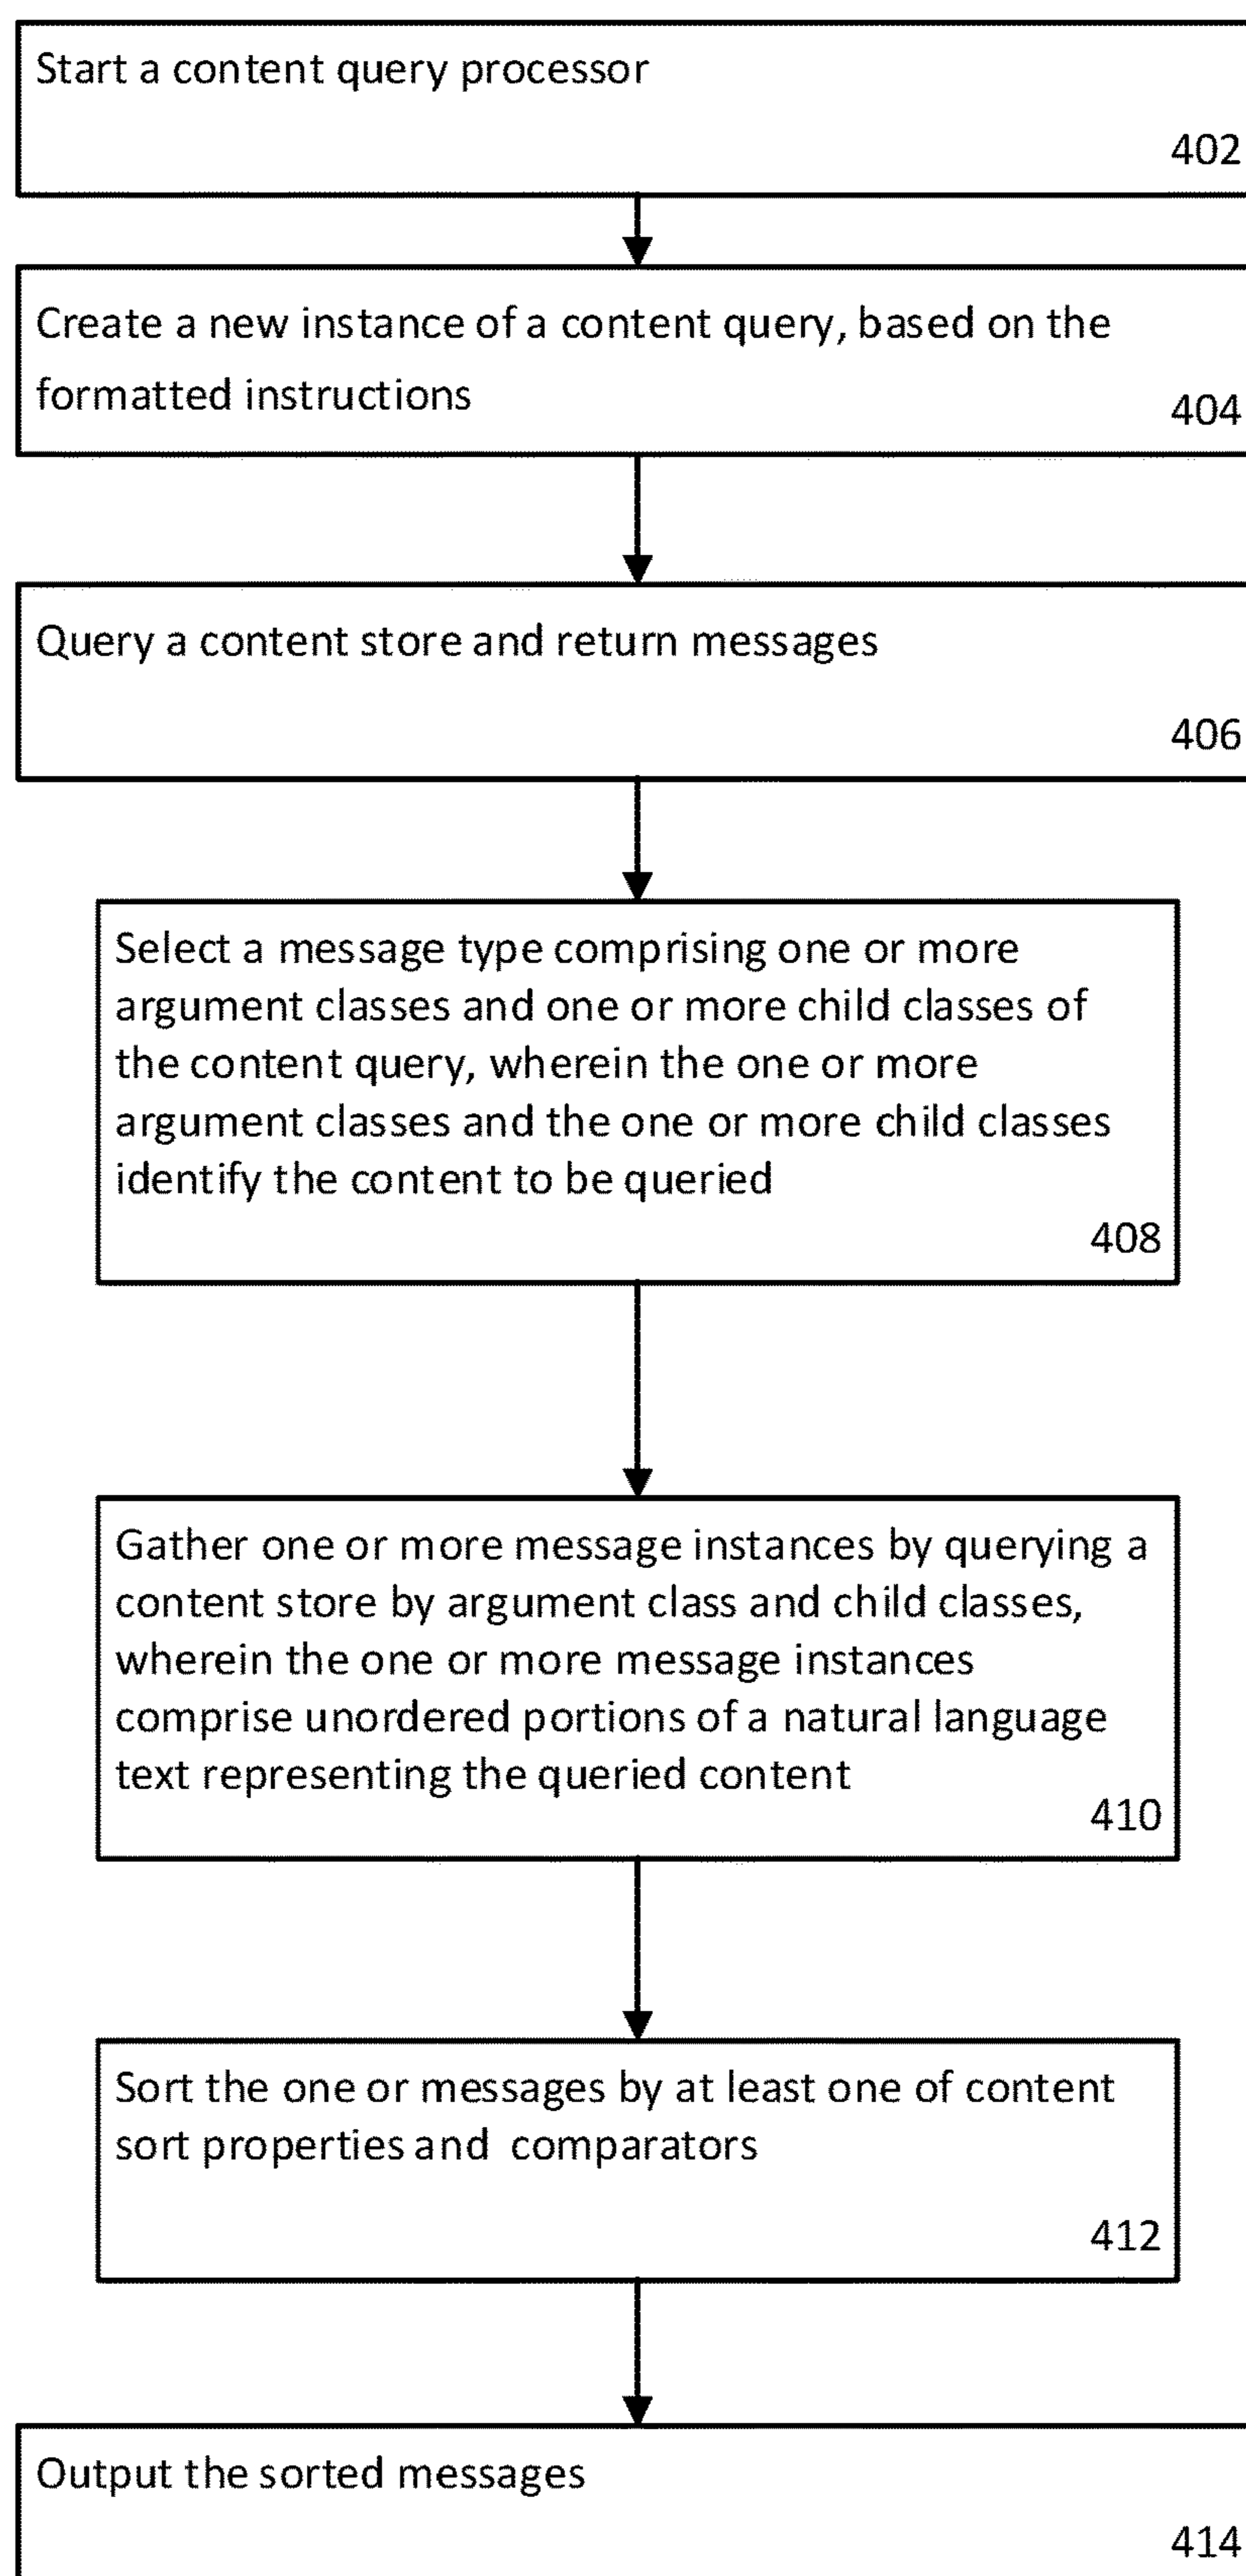 Start a content query processor
402
Create a new instance of a content query, based on the
formatted instructions
404
Query a content store and return messages
406
Select a message type comprising one or more
argument classes and one or more child classes of
the content query, wherein the one or more
argument classes and the one or more child classes
identify the content to be queried
408
Gather one or more message instances by querying a
content store by argument class and child classes,
wherein the one or more message instances
comprise unordered portions of a natural language
text representing the queried content
410
Sort the one or messages by at least one of content
sort properties and comparators
412
Output the sorted messages
414